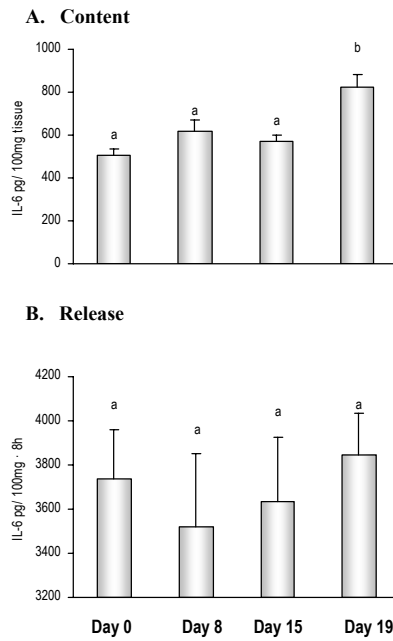 A. Content
1000
800
600
400
200
0
IL-6 pg/ 100mg tissue
a
a
a
b
B. Release
4200
4000
3800
3600
3400
3200
IL-6 pg/ 100mg · 8h
a
a
a
a
Day 0 Day 8 Day 15 Day 19